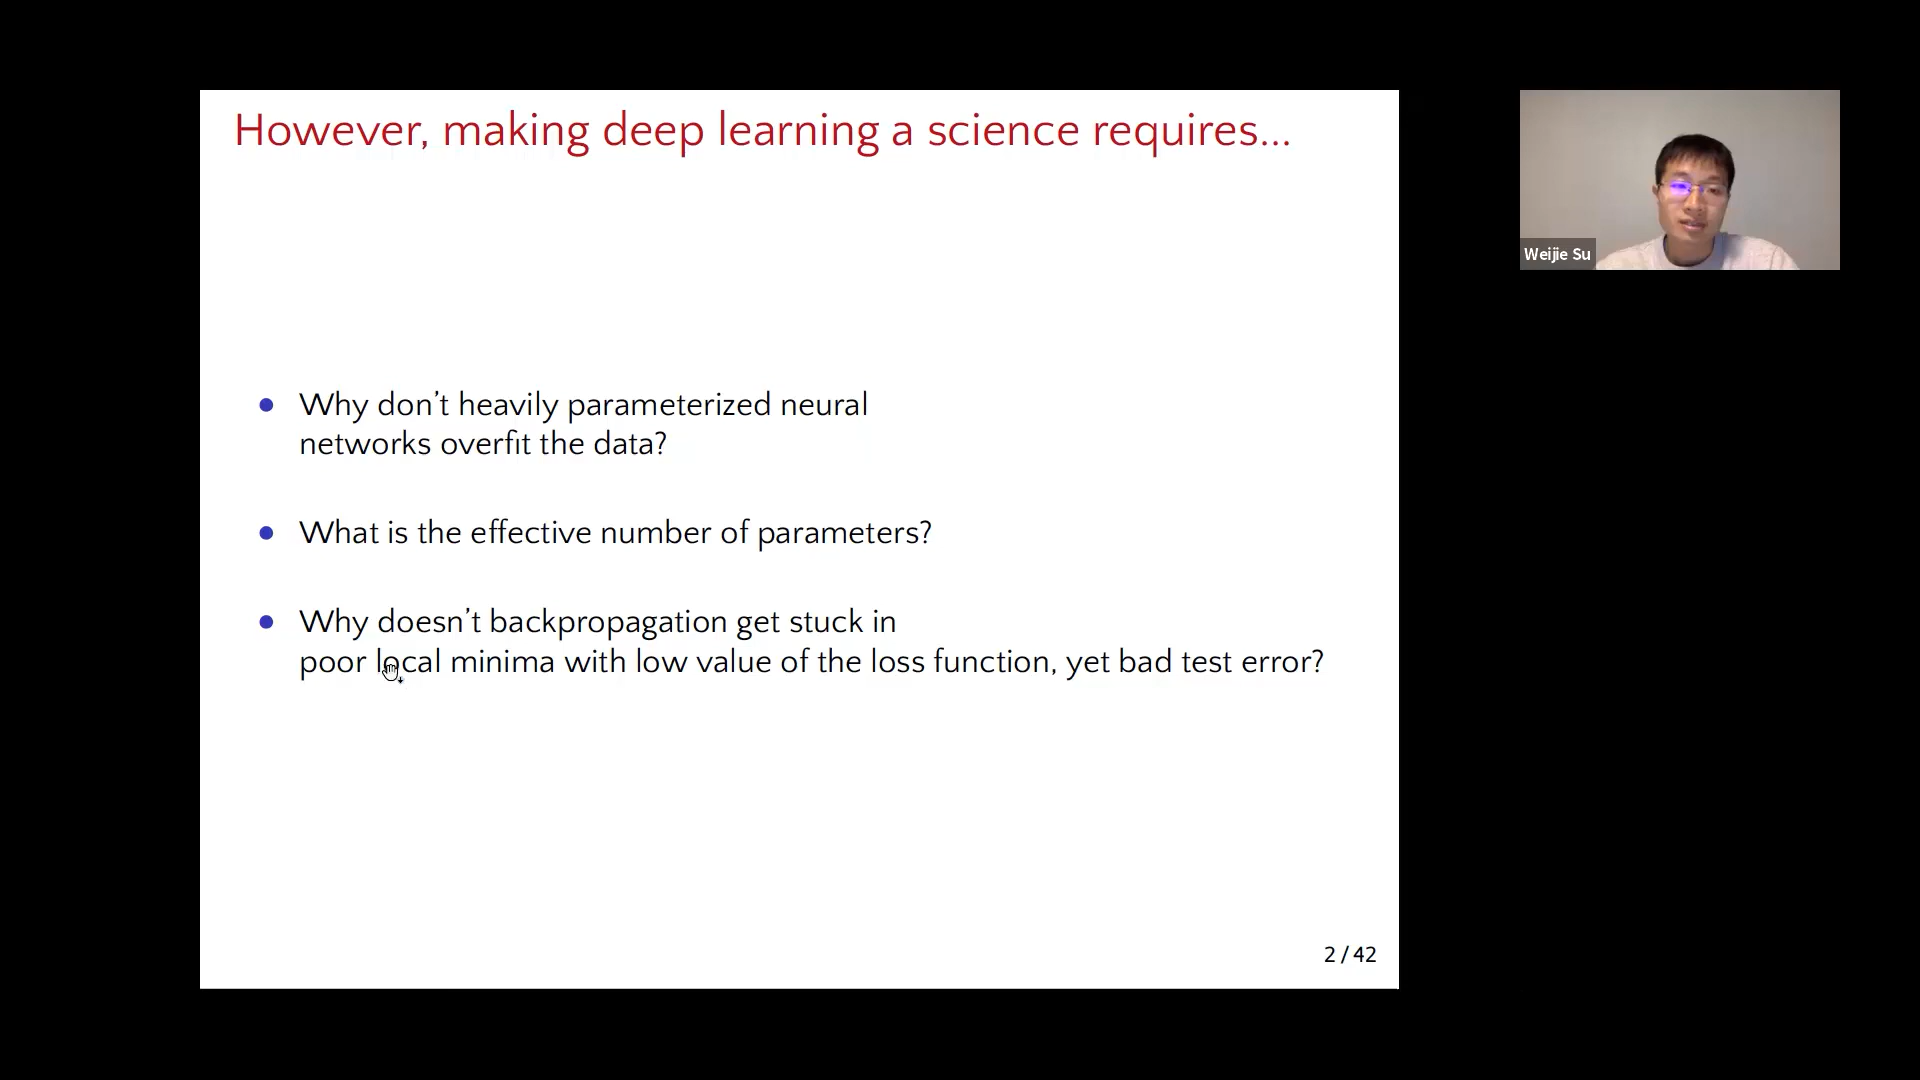 However, making deep learning a science requires...
Why don't heavily parameterized neural
networks overfit the data?
What is the effective number of parameters?
Why doesn't backpropagation get stuck in
poor local minima with low value of the loss function, yet bad test error?
2 / 42
Weijie Su